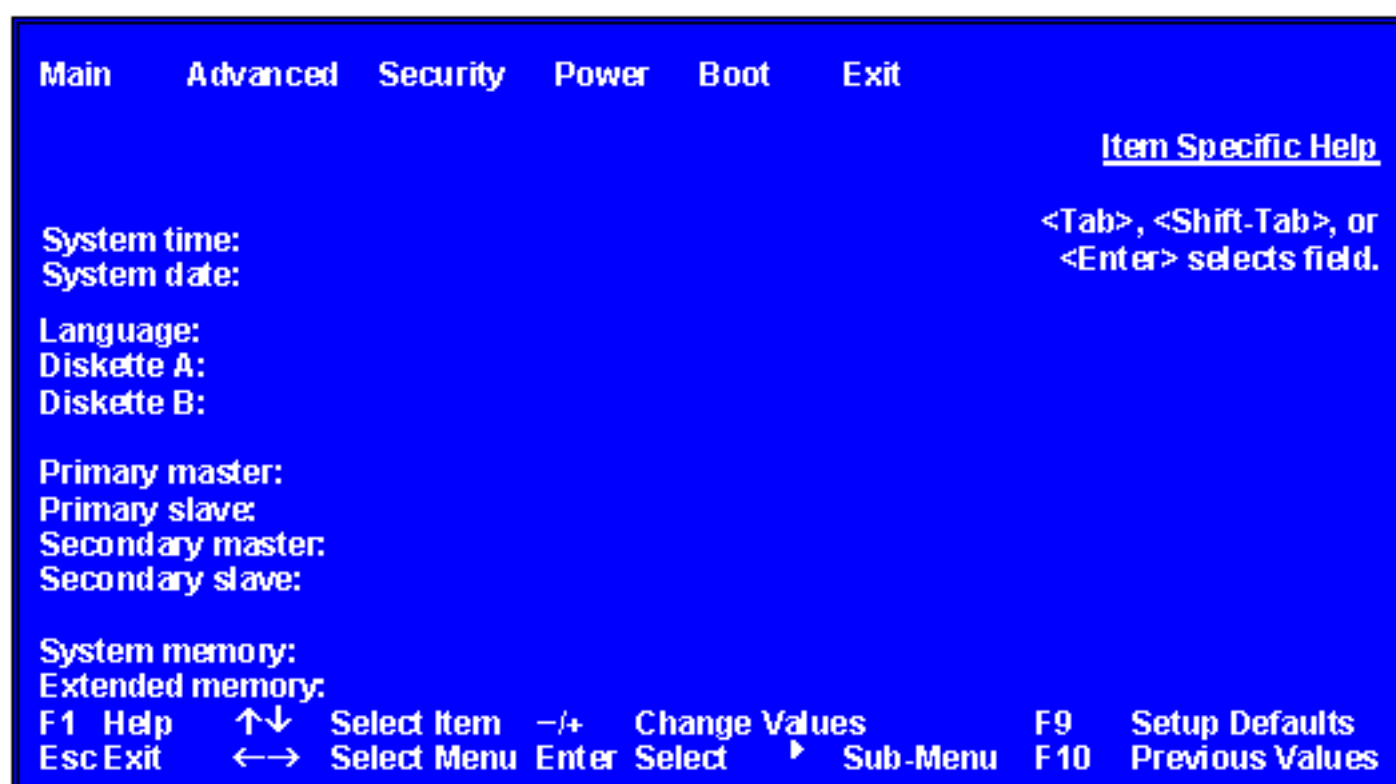 Main Advanced Security Power Boot Exit
Item Specific Help
<Tab>, <Shift-Tab>, or
<Enter> selects field.
System time:
System date:
Language:
Diskette A:
Diskette B:
Primary master:
Primary slave:
Secondary master:
Secondary slave:
System memory:
Extended memory:
F1 Help ↑↓ Select Item –/+ Change Values F9 Setup Defaults
Esc Exit ←→ Select Menu Enter Select ▶ Sub-Menu F10 Previous Values